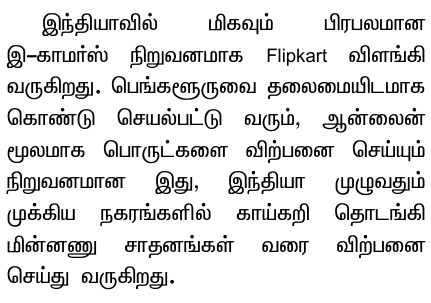 இந்தியாவில் மிகவும் பிரபலமான
இ-காமர்ஸ் நிறுவனமாக Flipkart விளங்கி
வருகிறது. பெங்களூருவை தலைமையிடமாக
கொண்டு செயல்பட்டு வரும், ஆன்லைன்
மூலமாக பொருட்களை விற்பனை செய்யும்
நிறுவனமான இது, இந்தியா முழுவதும்
முக்கிய நகரங்களில் காய்கறி தொடங்கி
மின்னணு சாதனங்கள் வரை விற்பனை
செய்து வருகிறது.